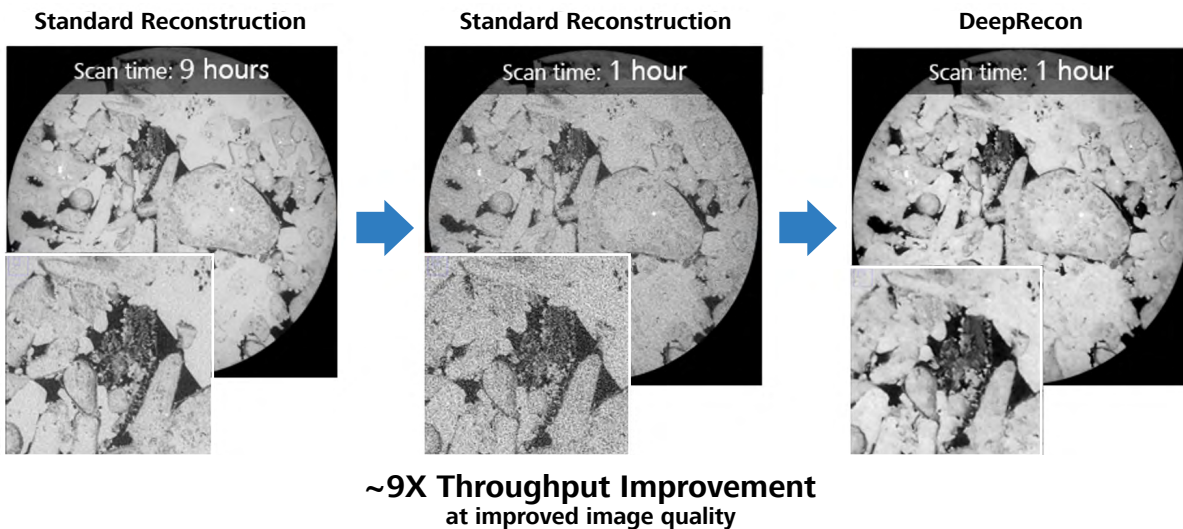 Standard Reconstruction
Scan time: 9 hours
Standard Reconstruction
Scan time: 1 hour
DeepRecon
Scan time: 1 hour
~9X Throughput Improvement
at improved image quality